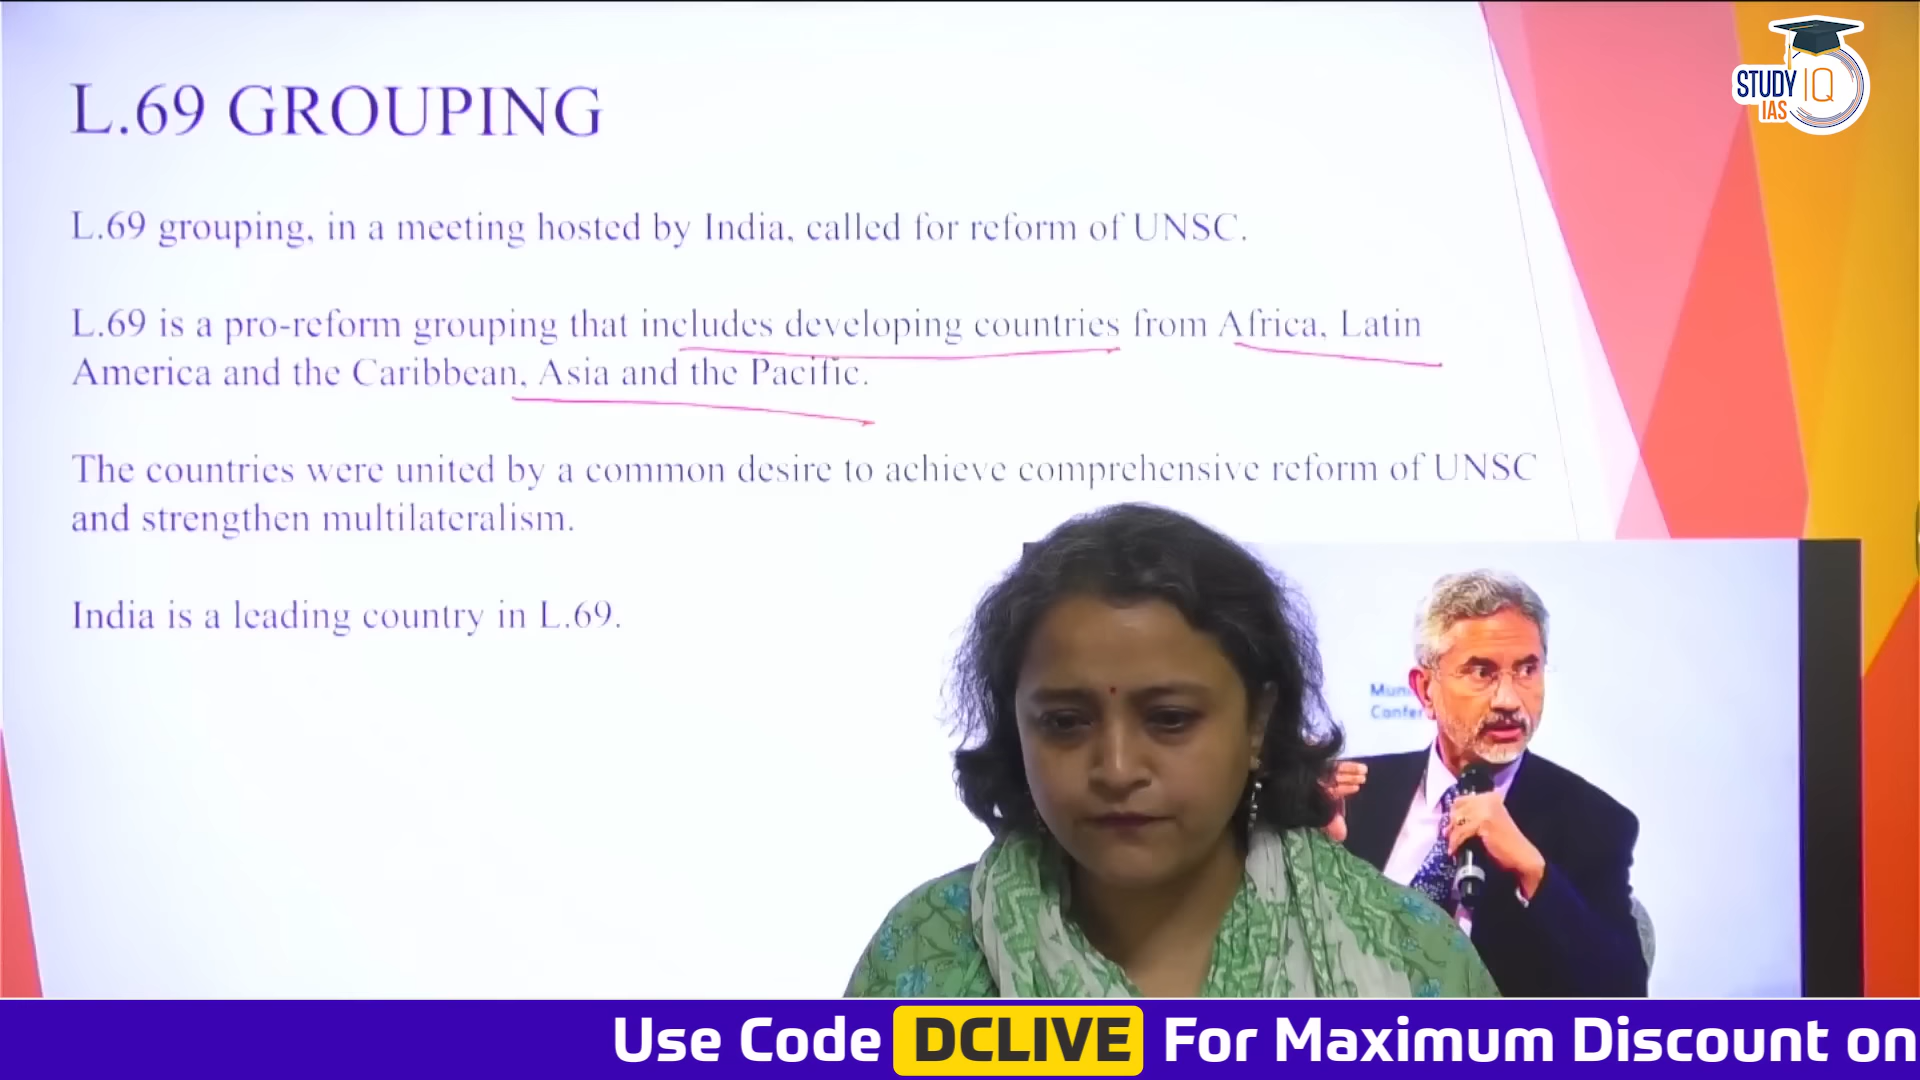 L.69 GROUPING
STUDY IQ
IAS
L.69 grouping, in a meeting hosted by India, called for reform of UNSC.
L.69 is a pro-reform grouping that includes developing countries from Africa, Latin
America and the Caribbean, Asia and the Pacific.
The countries were united by a common desire to achieve comprehensive reform of UNSC
and strengthen multilateralism.
India is a leading country in L.69.
Mun
Confer
Use Code DCLIVE For Maximum Discount on